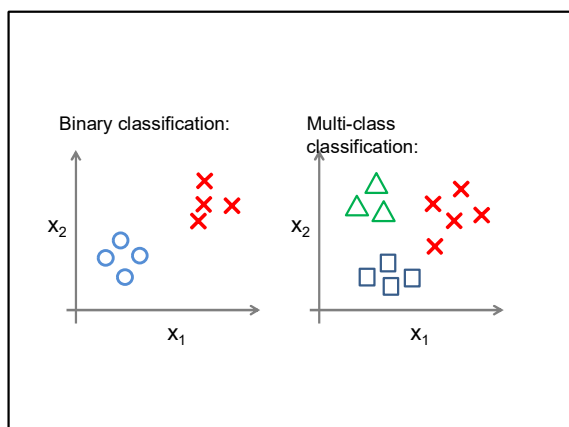 Binary classification:
Multi-class
classification:
x₂
x₁
x₂
x₁